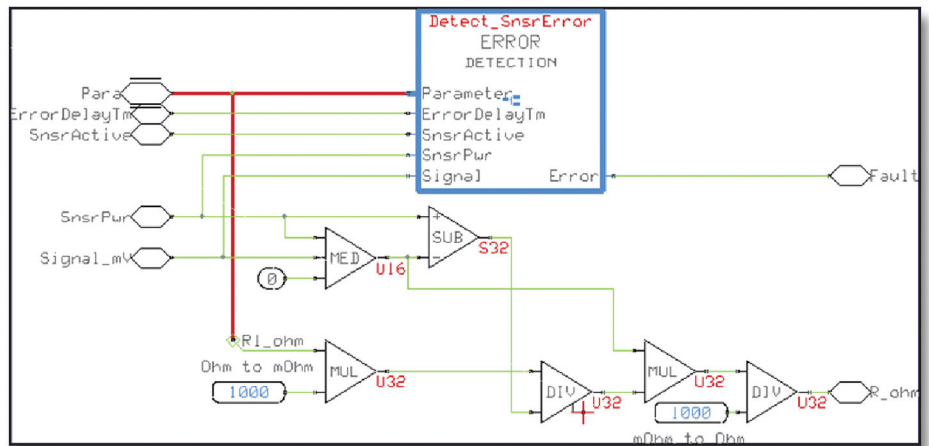 Detect_SnsrError
ERROR
DETECTION
Para
Parameter
ErrorDelayTm
ErrorDelayTm
SnsrActive
SnsrActive
SnsrPwr
Signal
Error
Fault
SnsrPwr
SUB
S32
Signal_mV
MED
U16
0
R1_ohm
Ohm to mOhm
MUL
U32
1000
DIV
U32
MUL
U32
1000
DIV
U32
R_ohm
mOhm to Ohm